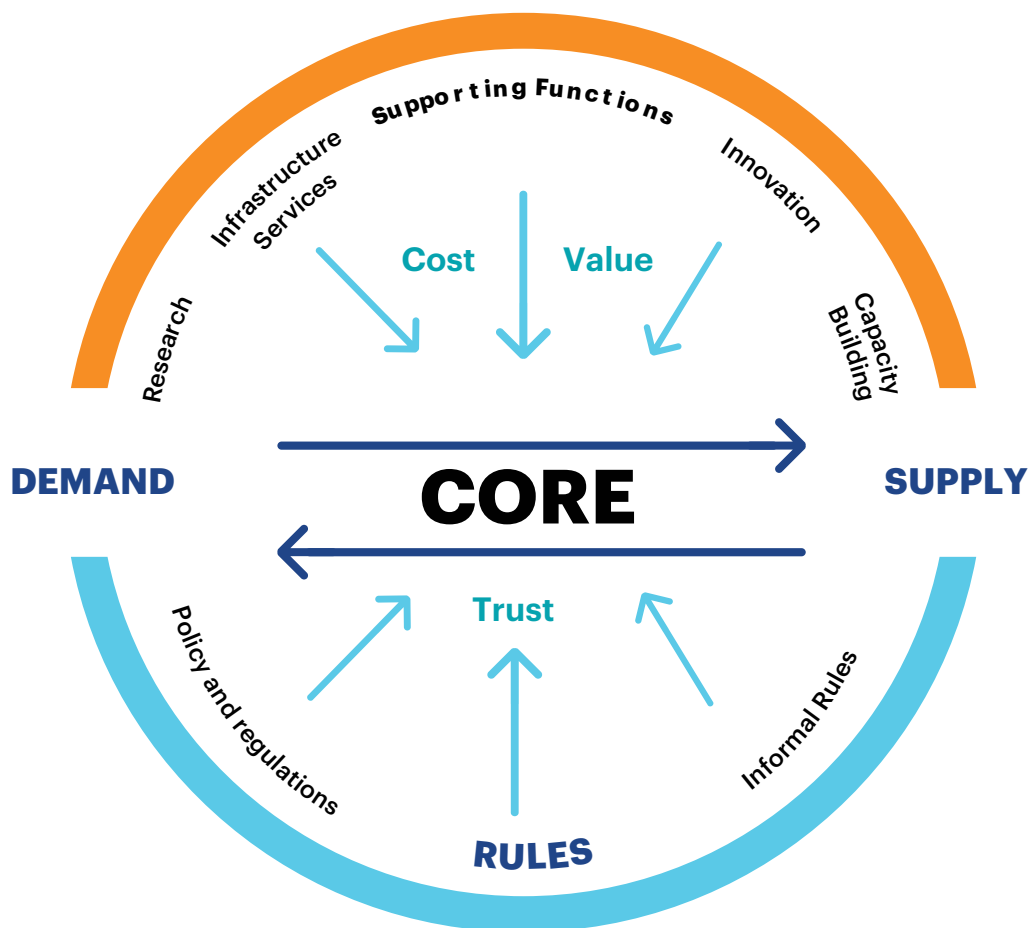 Supporting Functions
Infrastructure
Services
Innovation
Cost
Value
Research
Capacity
Building
DEMAND
CORE
SUPPLY
Trust
Policy and regulations
Informal Rules
RULES